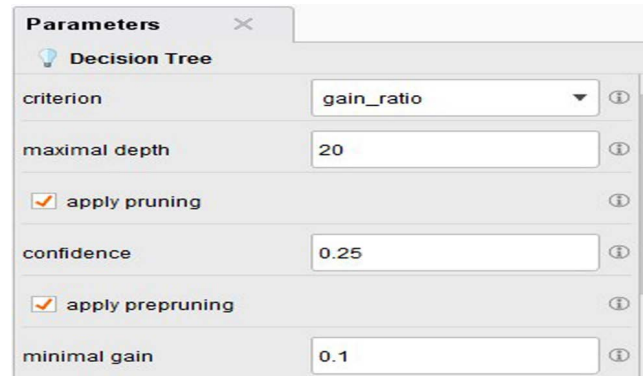 Parameters
Decision Tree
criterion gain_ratio
maximal depth 20
apply pruning
confidence 0.25
apply prepruning
minimal gain 0.1